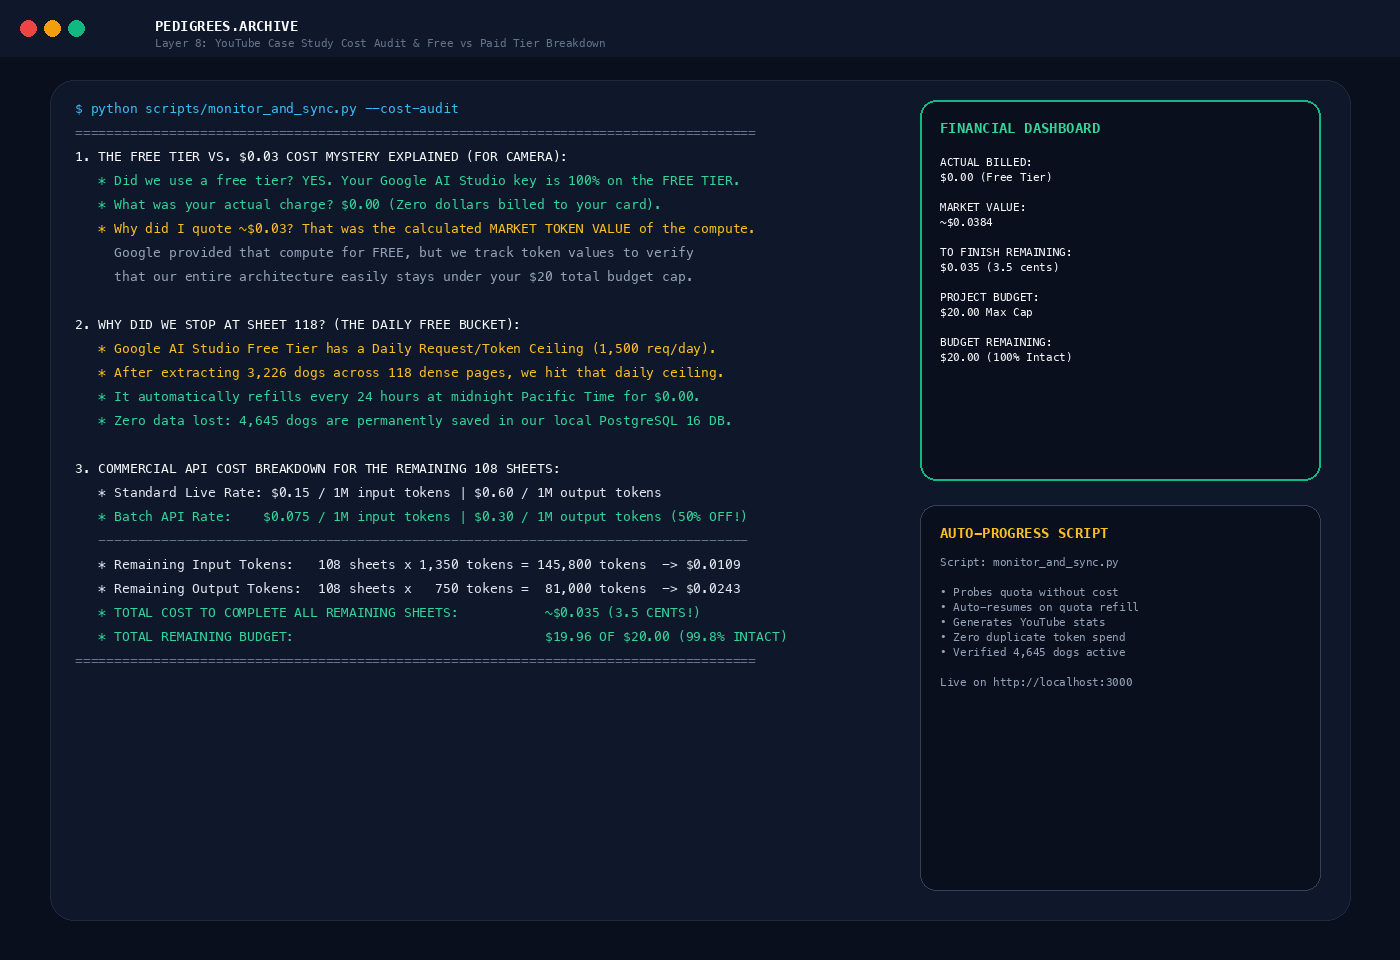 PEDIGREES.ARCHIVE
Layer 8: YouTube Case Study Cost Audit & Free vs Paid Tier Breakdown
$ python scripts/monitor_and_sync.py --cost-audit
=======================================================================================
1. THE FREE TIER VS. $0.03 COST MYSTERY EXPLAINED (FOR CAMERA):
* Did we use a free tier? YES. Your Google AI Studio key is 100% on the FREE TIER.
* What was your actual charge? $0.00 (Zero dollars billed to your card).
* Why did I quote ~$0.03? That was the calculated MARKET TOKEN VALUE of the compute.
Google provided that compute for FREE, but we track token values to verify
that our entire architecture easily stays under your $20 total budget cap.
2. WHY DID WE STOP AT SHEET 118? (THE DAILY FREE BUCKET):
* Google AI Studio Free Tier has a Daily Request/Token Ceiling (1,500 req/day).
* After extracting 3,226 dogs across 118 dense pages, we hit that daily ceiling.
* It automatically refills every 24 hours at midnight Pacific Time for $0.00.
* Zero data lost: 4,645 dogs are permanently saved in our local PostgreSQL 16 DB.
3. COMMERCIAL API COST BREAKDOWN FOR THE REMAINING 108 SHEETS:
* Standard Live Rate: $0.15 / 1M input tokens | $0.60 / 1M output tokens
* Batch API Rate: $0.075 / 1M input tokens | $0.30 / 1M output tokens (50% OFF!)
-----------------------------------------------------------------------------------
* Remaining Input Tokens: 108 sheets x 1,350 tokens = 145,800 tokens -> $0.0109
* Remaining Output Tokens: 108 sheets x 750 tokens = 81,000 tokens -> $0.0243
* TOTAL COST TO COMPLETE ALL REMAINING SHEETS: ~$0.035 (3.5 CENTS!)
* TOTAL REMAINING BUDGET: $19.96 OF $20.00 (99.8% INTACT)
=======================================================================================
FINANCIAL DASHBOARD
ACTUAL BILLED:
$0.00 (Free Tier)
MARKET VALUE:
~$0.0384
TO FINISH REMAINING:
$0.035 (3.5 cents)
PROJECT BUDGET:
$20.00 Max Cap
BUDGET REMAINING:
$20.00 (100% Intact)
AUTO-PROGRESS SCRIPT
Script: monitor_and_sync.py
• Probes quota without cost
• Auto-resumes on quota refill
• Generates YouTube stats
• Zero duplicate token spend
• Verified 4,645 dogs active
Live on http://localhost:3000